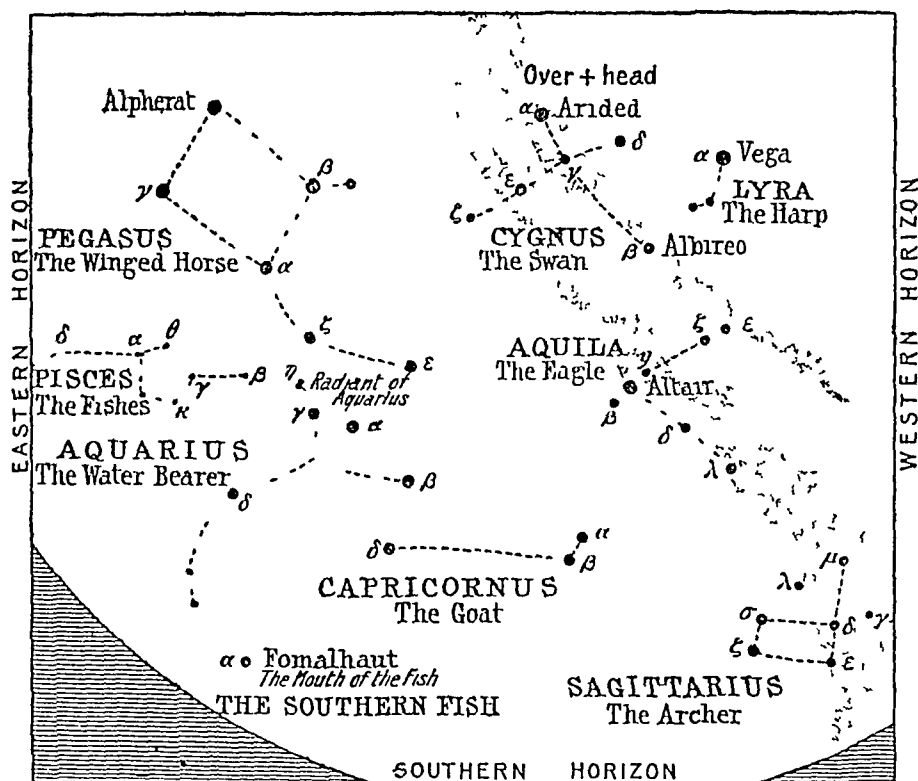 Over + head
Alpherat
α Arided
δ
β
γ
α Vega
γ
ε
LYRA
The Harp
ζ
PEGASUS
The Winged Horse
α
CYGNUS
The Swan
β Albireo
EASTERN HORIZON
WESTERN HORIZON
ζ
ζ
ε
δ
α
θ
AQUILA
The Eagle
η
ε
PISCES
The Fishes
γ
β
κ
η
Radiant of
Aquarius
Altair
β
γ
α
δ
AQUARIUS
The Water Bearer
λ
β
δ
α
δ
β
μ
CAPRICORNUS
The Goat
λ
σ
δ
γ
ζ
ε
α Fomalhaut
The Mouth of the Fish
THE SOUTHERN FISH
SAGITTARIUS
The Archer
SOUTHERN HORIZON